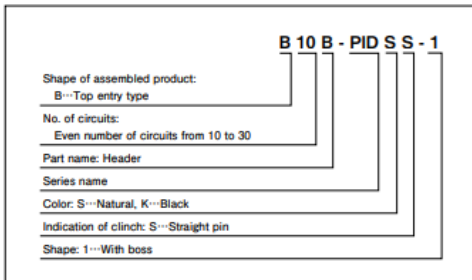 B 10 B - PID S S - 1
Shape of assembled product:
B···Top entry type
No. of circuits:
Even number of circuits from 10 to 30
Part name: Header
Series name
Color: S···Natural, K···Black
Indication of clinch: S···Straight pin
Shape: 1···With boss